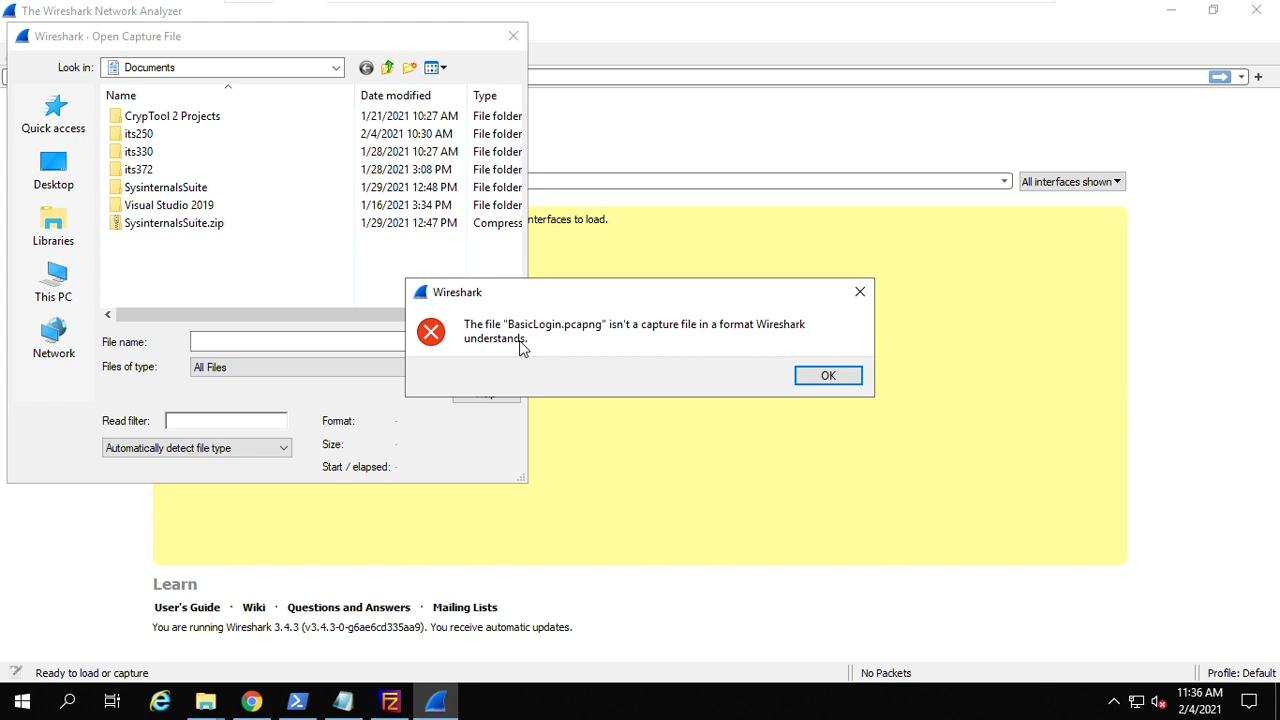 The Wireshark Network Analyzer
Wireshark · Open Capture File
Look in: Documents
Name Date modified Type
CrypTool 2 Projects 1/21/2021 10:27 AM File folder
its250 2/4/2021 10:30 AM File folder
its330 1/28/2021 10:27 AM File folder
its372 1/28/2021 3:08 PM File folder
SysinternalsSuite 1/29/2021 12:48 PM File folder
Visual Studio 2019 1/16/2021 3:34 PM File folder
SysinternalsSuite.zip 1/29/2021 12:47 PM Compress
Quick access
Desktop
Libraries
This PC
Network
All interfaces shown
nterfaces to load.
Wireshark
The file "BasicLogin.pcapng" isn't a capture file in a format Wireshark
understands.
OK
File name:
Files of type: All Files
Read filter:
Automatically detect file type
Format: -
Size: -
Start / elapsed: -
Learn
User's Guide · Wiki · Questions and Answers · Mailing Lists
You are running Wireshark 3.4.3 (v3.4.3-0-g6ae6cd335aa9). You receive automatic updates.
Ready to load or capture
No Packets
Profile: Default
11:36 AM
2/4/2021